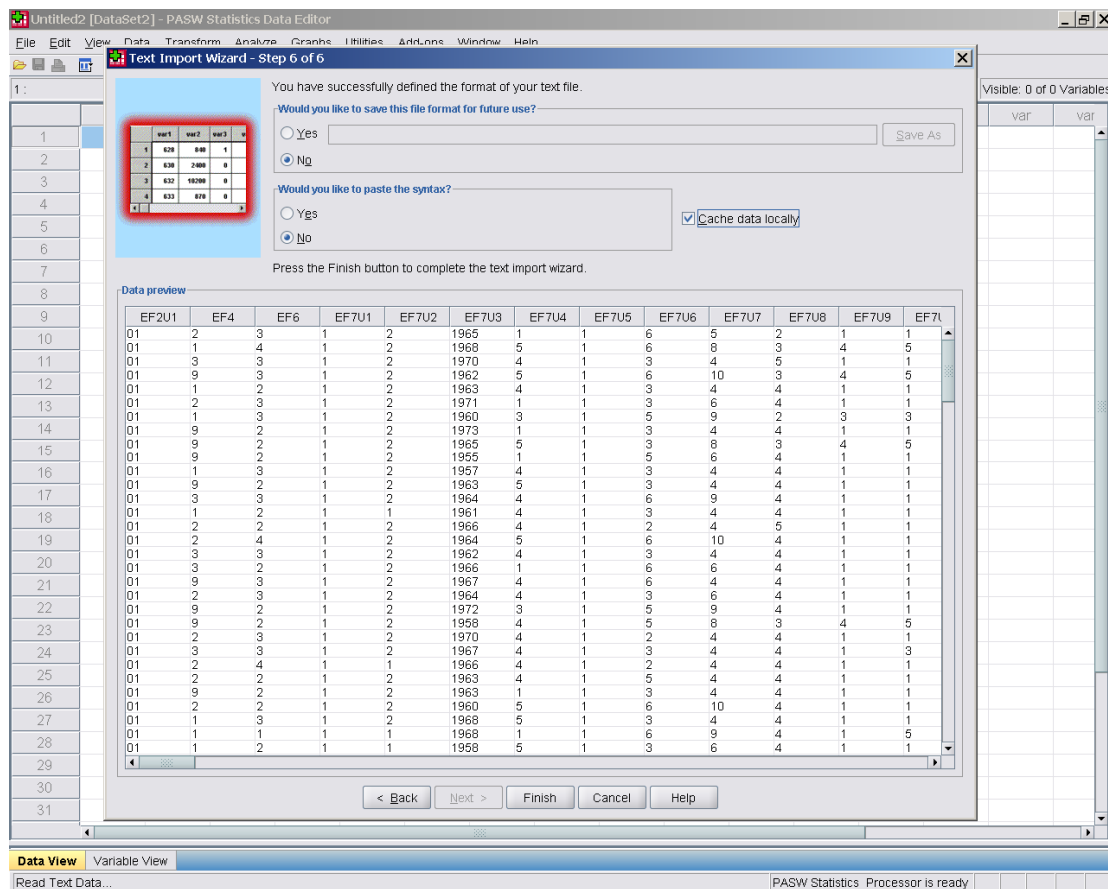 Untitled2 [DataSet2] - PASW Statistics Data Editor
File Edit View Data Transform Analyze Graphs Utilities Add-ons Window Help
Text Import Wizard - Step 6 of 6
1 :
Visible: 0 of 0 Variables
var var
You have successfully defined the format of your text file.
Would you like to save this file format for future use?
Yes
Save As
No
Would you like to paste the syntax?
Yes
No
Cache data locally
var1 var2 var3
1 628 840 1
2 630 2400 0
3 632 10200 0
4 633 870 0
Press the Finish button to complete the text import wizard.
Data preview
EF2U1 EF4 EF6 EF7U1 EF7U2 EF7U3 EF7U4 EF7U5 EF7U6 EF7U7 EF7U8 EF7U9 EF7U
01 2 3 1 2 1965 1 1 6 5 2 1 1
01 1 4 1 2 1968 5 1 6 8 3 4 5
01 3 3 1 2 1970 4 1 3 4 5 1 1
01 9 3 1 2 1962 5 1 6 10 3 4 5
01 1 2 1 2 1963 4 1 3 4 4 1 1
01 2 3 1 2 1971 1 1 3 6 4 1 1
01 1 3 1 2 1960 3 1 5 9 2 3 3
01 9 2 1 2 1973 1 1 3 4 4 1 1
01 9 2 1 2 1965 5 1 3 8 3 4 5
01 9 2 1 2 1955 1 1 5 6 4 1 1
01 1 3 1 2 1957 4 1 3 4 4 1 1
01 9 2 1 2 1963 5 1 3 4 4 1 1
01 3 3 1 2 1964 4 1 6 9 4 1 1
01 1 2 1 1 1961 4 1 3 4 4 1 1
01 2 2 1 2 1966 4 1 2 4 5 1 1
01 2 4 1 2 1964 5 1 6 10 4 1 1
01 3 3 1 2 1962 4 1 3 4 4 1 1
01 3 2 1 2 1966 1 1 6 6 4 1 1
01 9 3 1 2 1967 4 1 6 4 4 1 1
01 2 3 1 2 1964 4 1 6 6 4 1 1
01 9 2 1 2 1972 3 1 5 9 4 1 1
01 9 2 1 2 1958 4 1 5 8 3 4 5
01 2 3 1 2 1970 4 1 2 4 4 1 1
01 3 3 1 2 1967 4 1 3 4 4 1 3
01 2 4 1 1 1966 4 1 2 4 4 1 1
01 2 2 1 2 1963 4 1 5 4 4 1 1
01 9 2 1 2 1963 1 1 3 4 4 1 1
01 2 2 1 2 1960 5 1 6 10 4 1 1
01 1 3 1 2 1968 5 1 3 4 4 1 1
01 1 1 1 1 1968 1 1 6 9 4 1 5
01 1 2 1 1 1958 5 1 3 6 4 1 1
1
2
3
4
5
6
7
8
9
10
11
12
13
14
15
16
17
18
19
20
21
22
23
24
25
26
27
28
29
30
31
< Back Next > Finish Cancel Help
Data View Variable View
Read Text Data... PASW Statistics Processor is ready